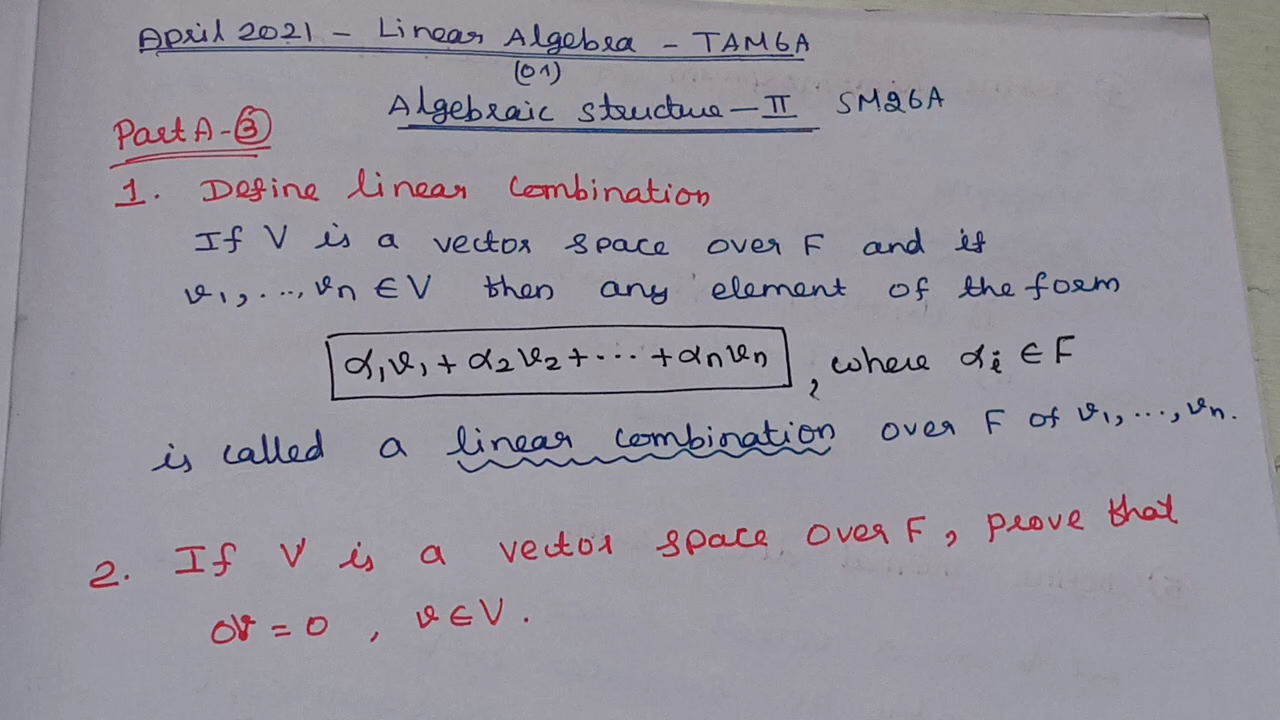 April 2021 - Linear Algebra - TAM6A
(01)
Algebraic structure - II SM26A
Part A - ③
1. Define linear combination
If V is a vector space over F and if
v₁, ..., vₙ ∈ V then any element of the form
α₁v₁ + α₂v₂ + ... + αₙvₙ, where αᵢ ∈ F
is called a linear combination over F of v₁, ..., vₙ.
2. If V is a vector space over F, prove that
0v = 0, v ∈ V.